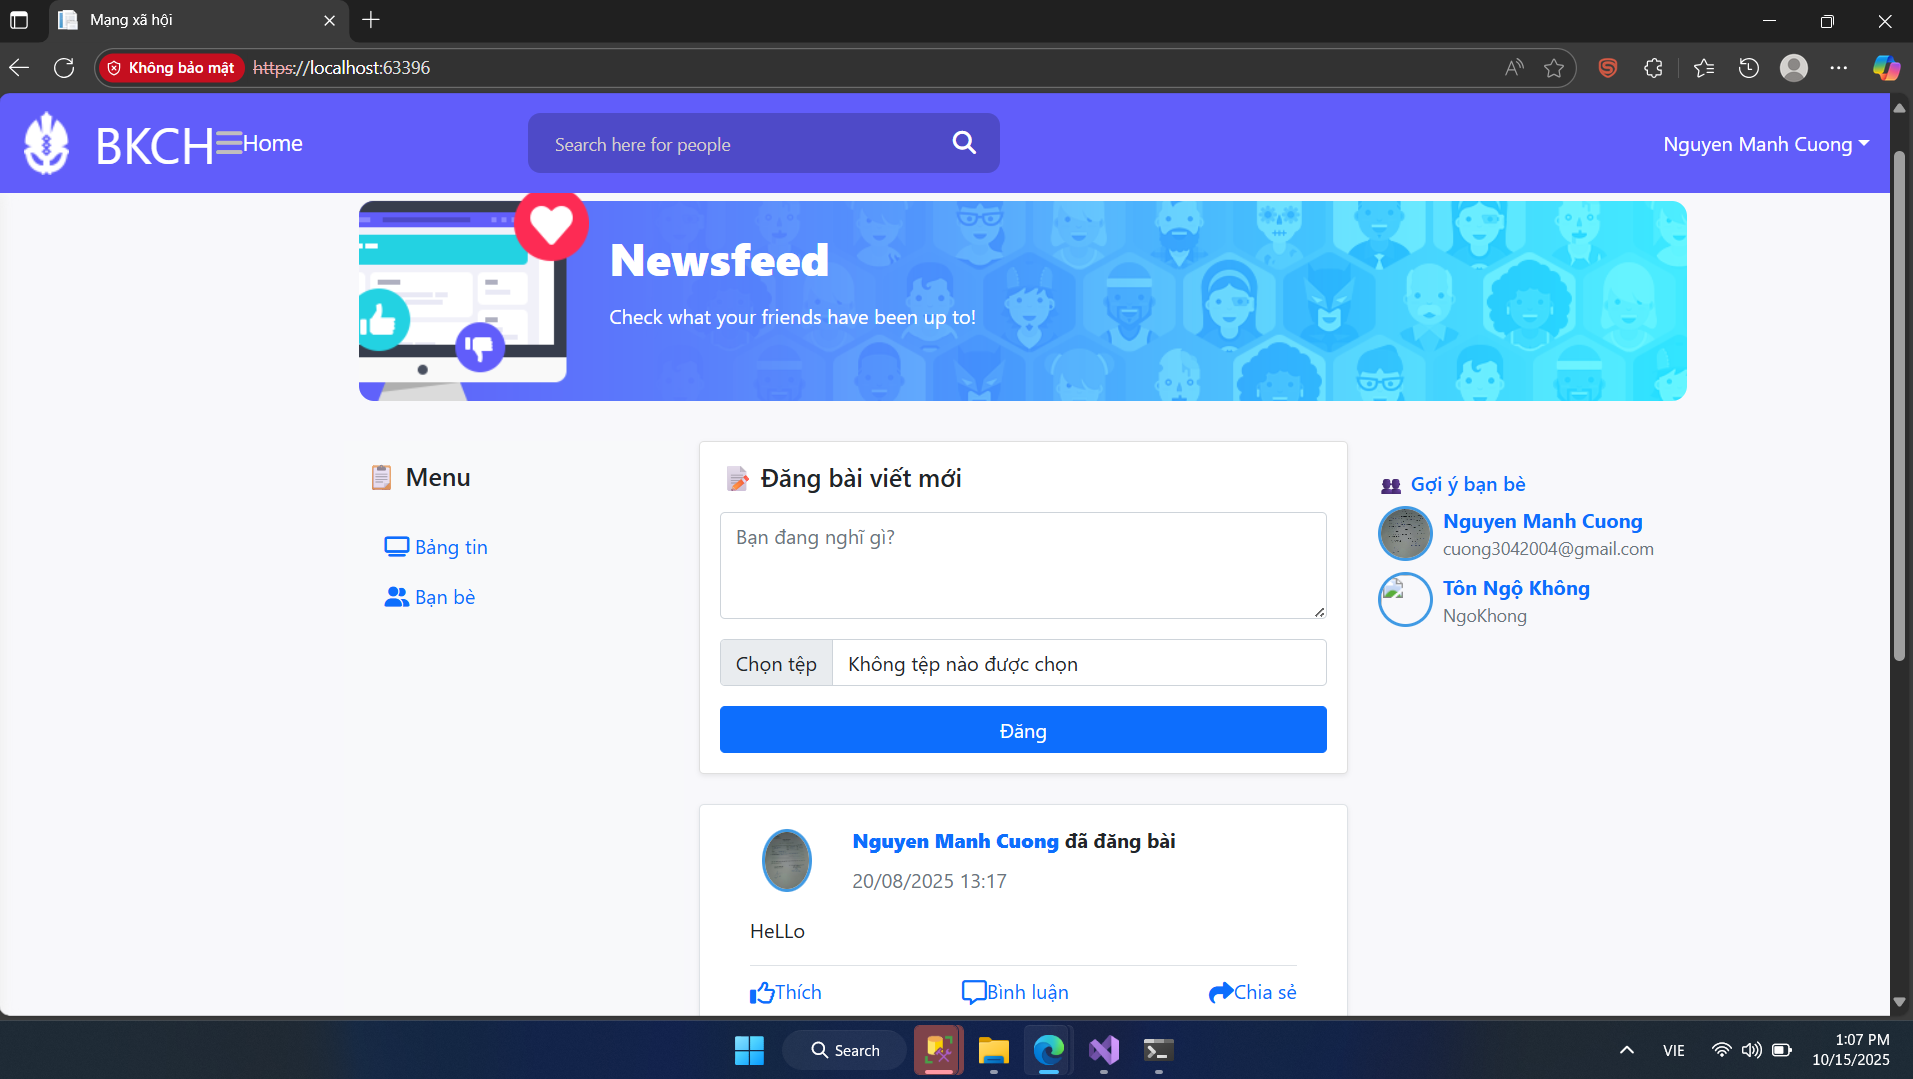 Mạng xã hội
Không bảo mật https://localhost:63396
BKCH Home
Search here for people
Nguyen Manh Cuong
Newsfeed
Check what your friends have been up to!
Menu
Bảng tin
Bạn bè
Đăng bài viết mới
Bạn đang nghĩ gì?
Chọn tệp Không tệp nào được chọn
Đăng
Gợi ý bạn bè
Nguyen Manh Cuong
cuong3042004@gmail.com
Tôn Ngộ Không
NgoKhong
Nguyen Manh Cuong đã đăng bài
20/08/2025 13:17
HeLLo
Thích Bình luận Chia sẻ
Search
VIE
1:07 PM
10/15/2025